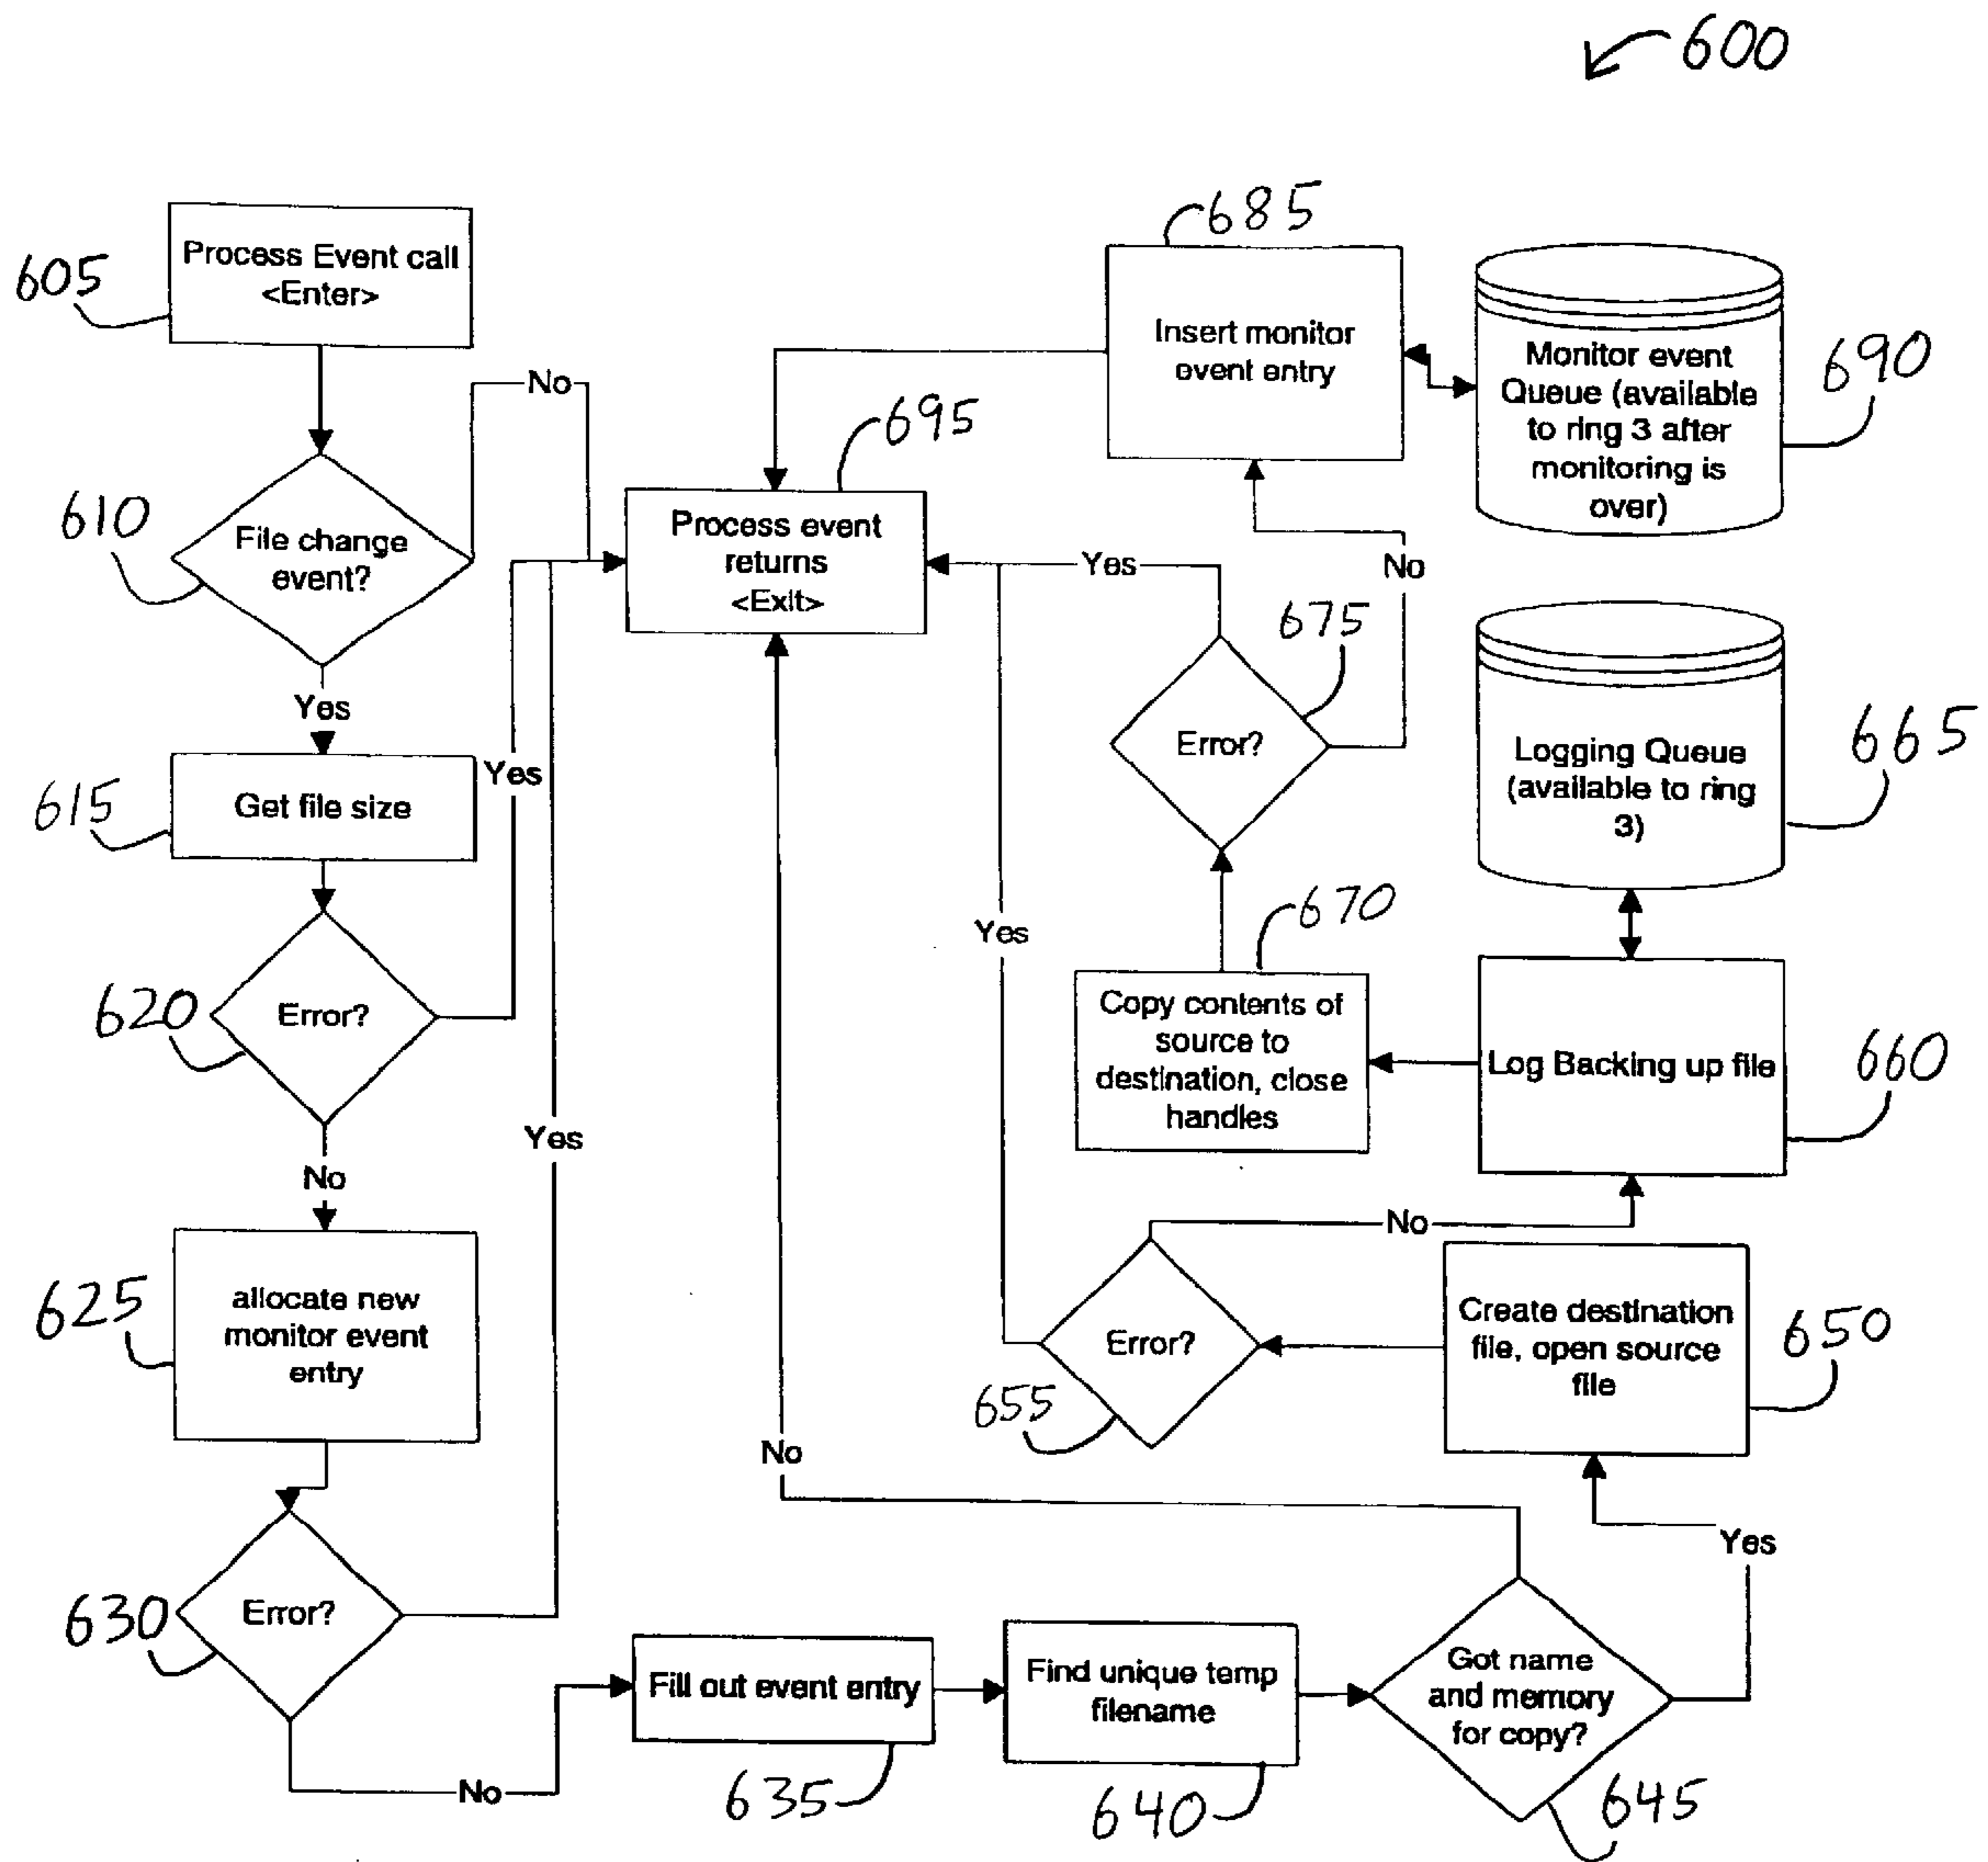 600
Process Event call
<Enter>
605
No
File change
event?
610
Yes
Get file size
615
Yes
Error?
620
No
Yes
allocate new
monitor event
entry
625
Error?
630
No
Fill out event entry
635
Find unique temp
filename
640
Got name
and memory
for copy?
645
No
Yes
Create destination
file, open source
file
650
Error?
655
Yes
No
Log Backing up file
660
Logging Queue
(available to ring
3)
665
Copy contents of
source to
destination, close
handles
670
Error?
675
Yes
No
Insert monitor
event entry
685
Monitor event
Queue (available
to ring 3 after
monitoring is
over)
690
Process event
returns
<Exit>
695